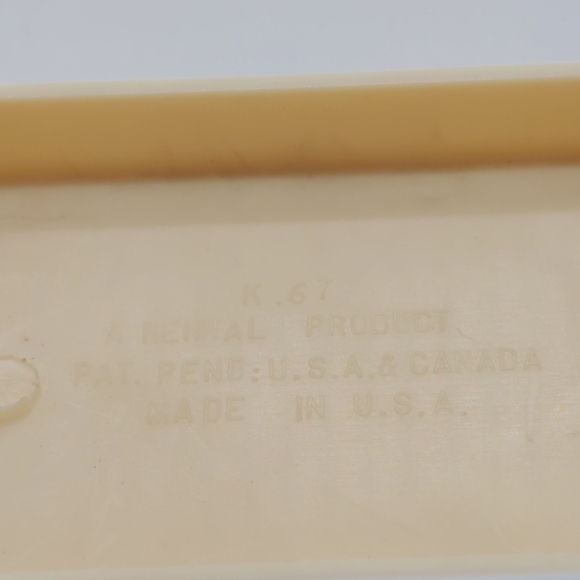 K.67
A RENWAL PRODUCT
PAT. PEND: U.S.A. & CANADA
MADE IN U.S.A.